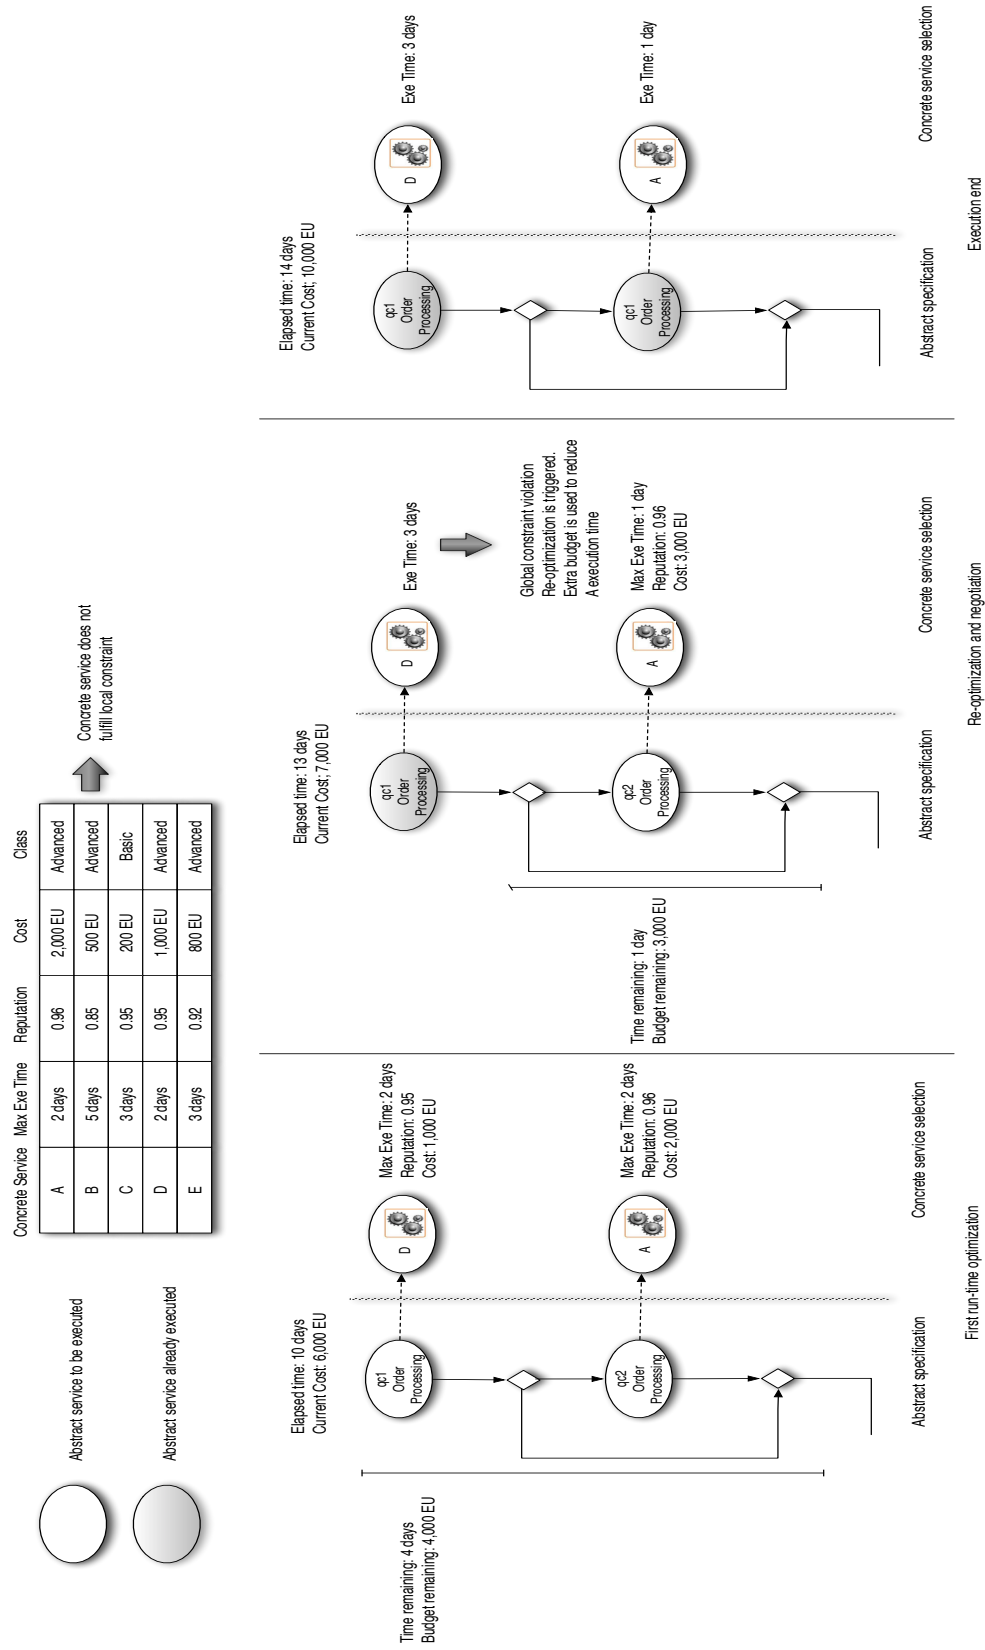 Abstract service to be executed
Abstract service already executed
Concrete Service Max Exe Time Reputation Cost Class
A 2 days 0.96 2,000 EU Advanced
B 5 days 0.85 500 EU Advanced
C 3 days 0.95 200 EU Basic
D 2 days 0.95 1,000 EU Advanced
E 3 days 0.92 800 EU Advanced
Concrete service does not
fulfill local constraint
Time remaining: 4 days
Budget remaining: 4,000 EU
Elapsed time: 10 days
Current Cost: 6,000 EU
qc1
Order
Processing
D
Max Exe Time: 2 days
Reputation: 0.95
Cost: 1,000 EU
qc2
Order
Processing
A
Max Exe Time: 2 days
Reputation: 0.96
Cost: 2,000 EU
Abstract specification
Concrete service selection
First run-time optimization
Time remaining: 1 day
Budget remaining: 3,000 EU
Elapsed time: 13 days
Current Cost; 7,000 EU
qc1
Order
Processing
D
Exe Time: 3 days
Global constraint violation
Re-optimization is triggered.
Extra budget is used to reduce
A execution time
qc2
Order
Processing
A
Max Exe Time: 1 day
Reputation: 0.96
Cost: 3,000 EU
Abstract specification
Concrete service selection
Re-optimization and negotiation
Elapsed time: 14 days
Current Cost; 10,000 EU
qc1
Order
Processing
D
Exe Time: 3 days
qc1
Order
Processing
A
Exe Time: 1 day
Abstract specification
Concrete service selection
Execution end